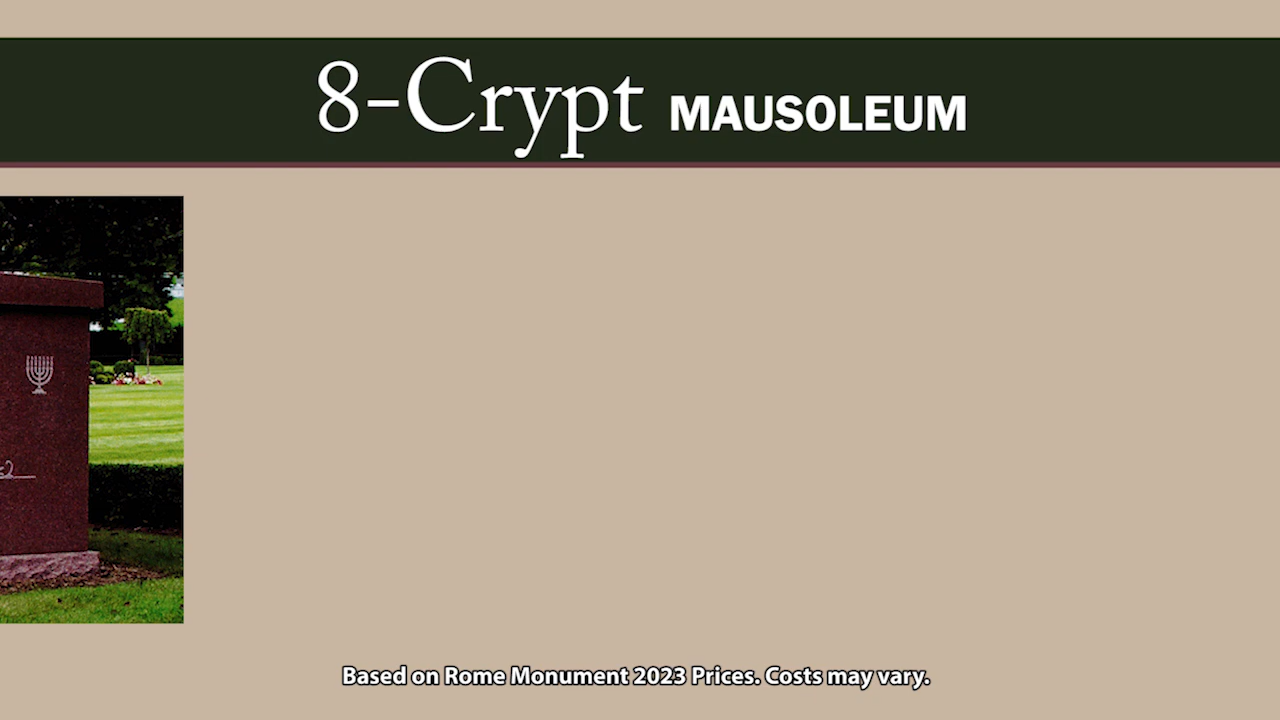 8-Crypt MAUSOLEUM
Based on Rome Monument 2023 Prices. Costs may vary.